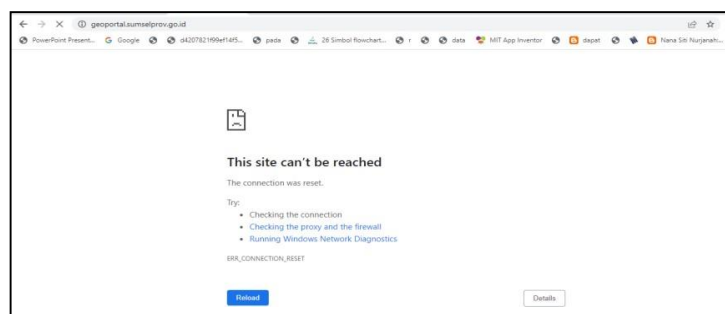 geoportal.sumselprov.go.id
PowerPoint Present... Google d4207821f99ef14f5... pada 26 Simbol flowchart... r data MIT App Inventor dapat Nana Siti Nurjanah:...
This site can't be reached
The connection was reset.
Try:
• Checking the connection
• Checking the proxy and the firewall
• Running Windows Network Diagnostics
ERR_CONNECTION_RESET
Reload Details